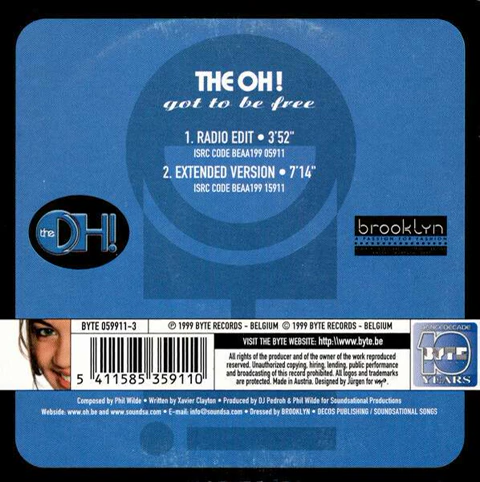 THE OH!
got to be free
1. RADIO EDIT • 3'52"
ISRC CODE BEAA199 05911
2. EXTENDED VERSION • 7'14"
ISRC CODE BEAA199 15911
the OH!
brooklyn
A PASSION FOR FASHION
BYTE 059911-3
℗ 1999 BYTE RECORDS - BELGIUM © 1999 BYTE RECORDS - BELGIUM
VISIT THE BYTE WEBSITE: http:\\www.byte.be
All rights of the producer and of the owner of the work reproduced
reserved. Unauthorized copying, hiring, lending, public performance
and broadcasting of this record prohibited. All logos and trademarks
are protected. Made in Austria. Designed by Jürgen for
5 411585 359110
DECADE
10
BYTE
YEARS
Composed by Phil Wilde • Written by Xavier Clayton • Produced by DJ Pedroh & Phil Wilde for Soundsational Productions
Website: www.oh.be and www.soundsa.com • E-mail: info@soundsa.com • Dressed by BROOKLYN • DECOS PUBLISHING / SOUNDSATIONAL SONGS